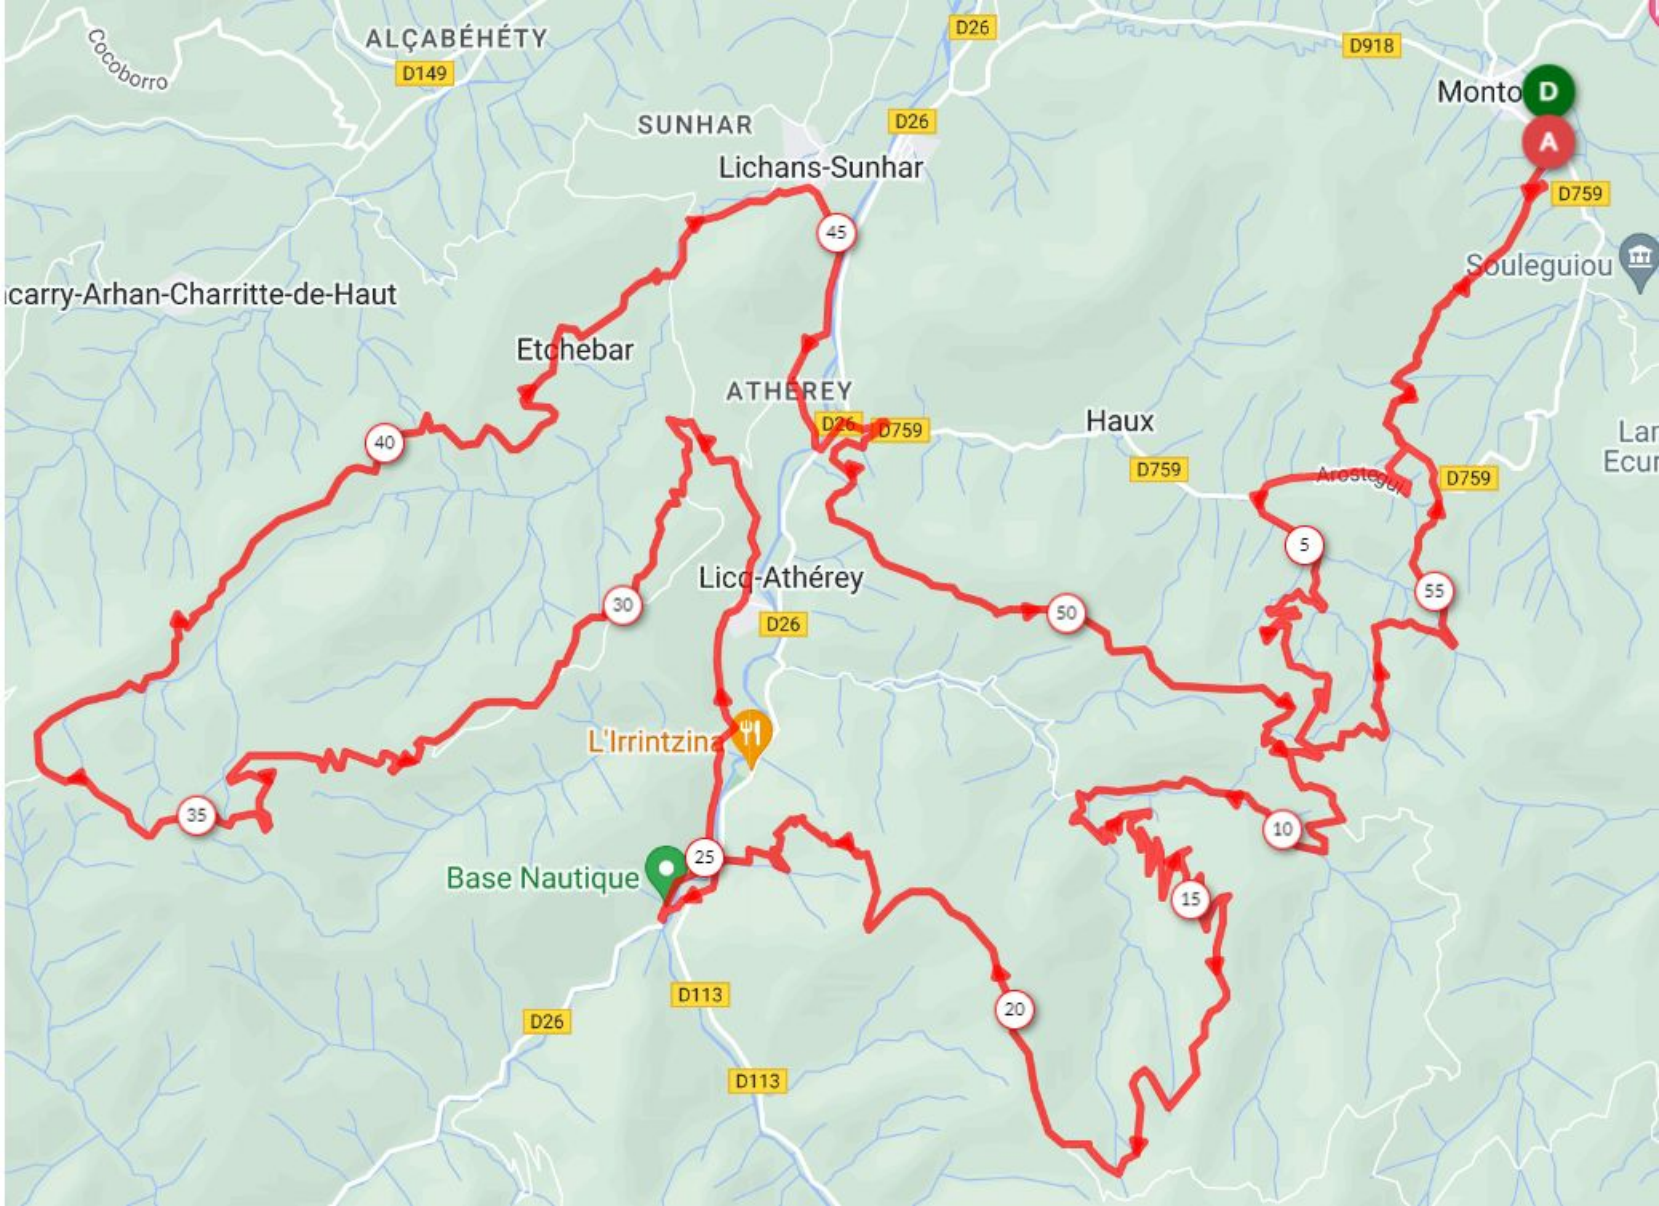 Cocoborro
ALÇABÉHÉTY
D149
D26
D918
Monto
D
A
D759
SUNHAR
D26
Lichans-Sunhar
45
Souleguiou
carry-Arhan-Charritte-de-Haut
Etchebar
ATHÉREY
D26
D759
Haux
D759
Arostegui
D759
Lar
Ecur
40
5
Licq-Athérey
30
D26
50
55
L'Irrintzina
35
10
25
Base Nautique
15
D113
D26
20
D113